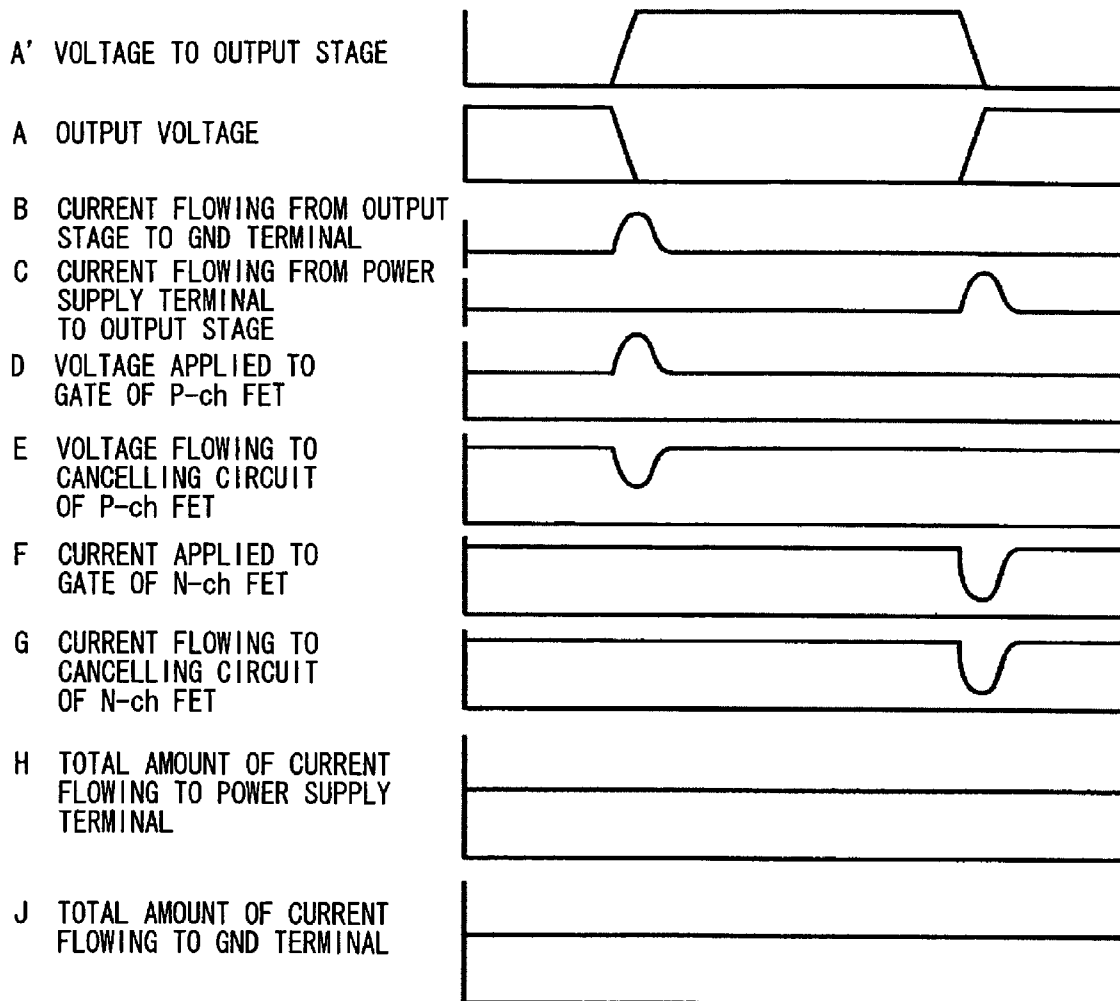 A' VOLTAGE TO OUTPUT STAGE
A OUTPUT VOLTAGE
B CURRENT FLOWING FROM OUTPUT
STAGE TO GND TERMINAL
C CURRENT FLOWING FROM POWER
SUPPLY TERMINAL
TO OUTPUT STAGE
D VOLTAGE APPLIED TO
GATE OF P-ch FET
E VOLTAGE FLOWING TO
CANCELLING CIRCUIT
OF P-ch FET
F CURRENT APPLIED TO
GATE OF N-ch FET
G CURRENT FLOWING TO
CANCELLING CIRCUIT
OF N-ch FET
H TOTAL AMOUNT OF CURRENT
FLOWING TO POWER SUPPLY
TERMINAL
J TOTAL AMOUNT OF CURRENT
FLOWING TO GND TERMINAL